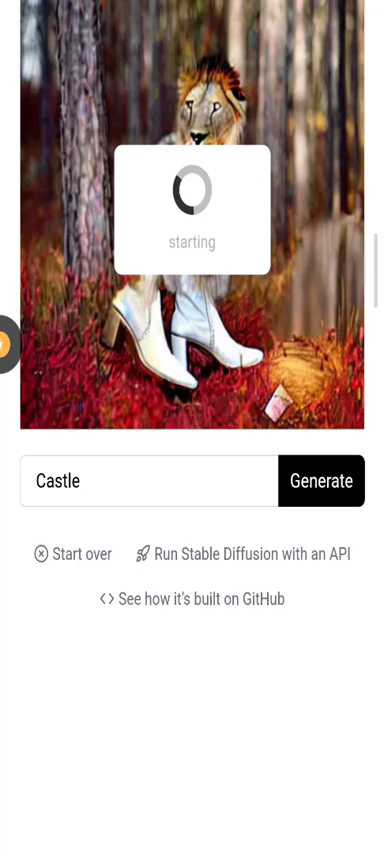 starting
Castle
Generate
Start over
Run Stable Diffusion with an API
See how it's built on GitHub